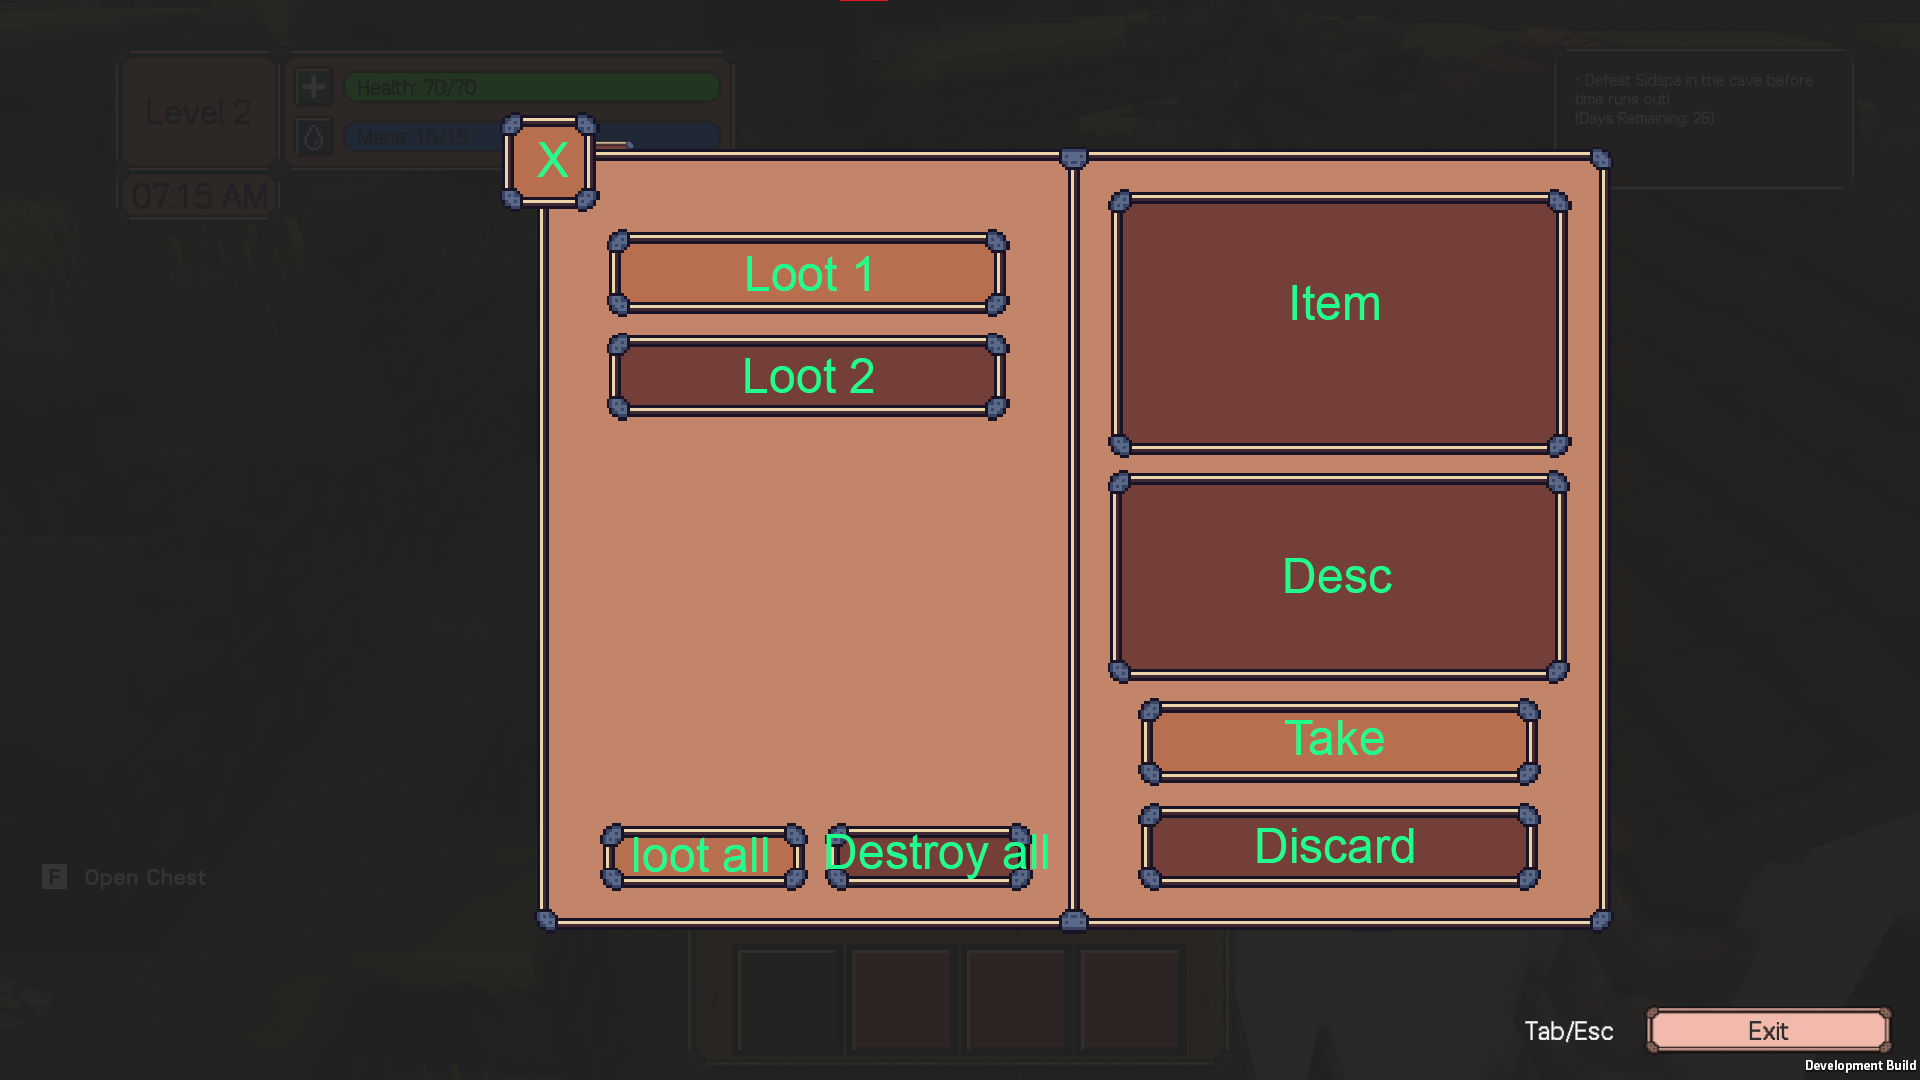 Level 2
Health: 70/70
Mana: 15/15
07:15 AM
- Defeat Sidapa in the cave before
time runs out!
(Days Remaining: 26)
X
Loot 1
Loot 2
loot all
Destroy all
Item
Desc
Take
Discard
F Open Chest
Tab/Esc
Exit
Development Build